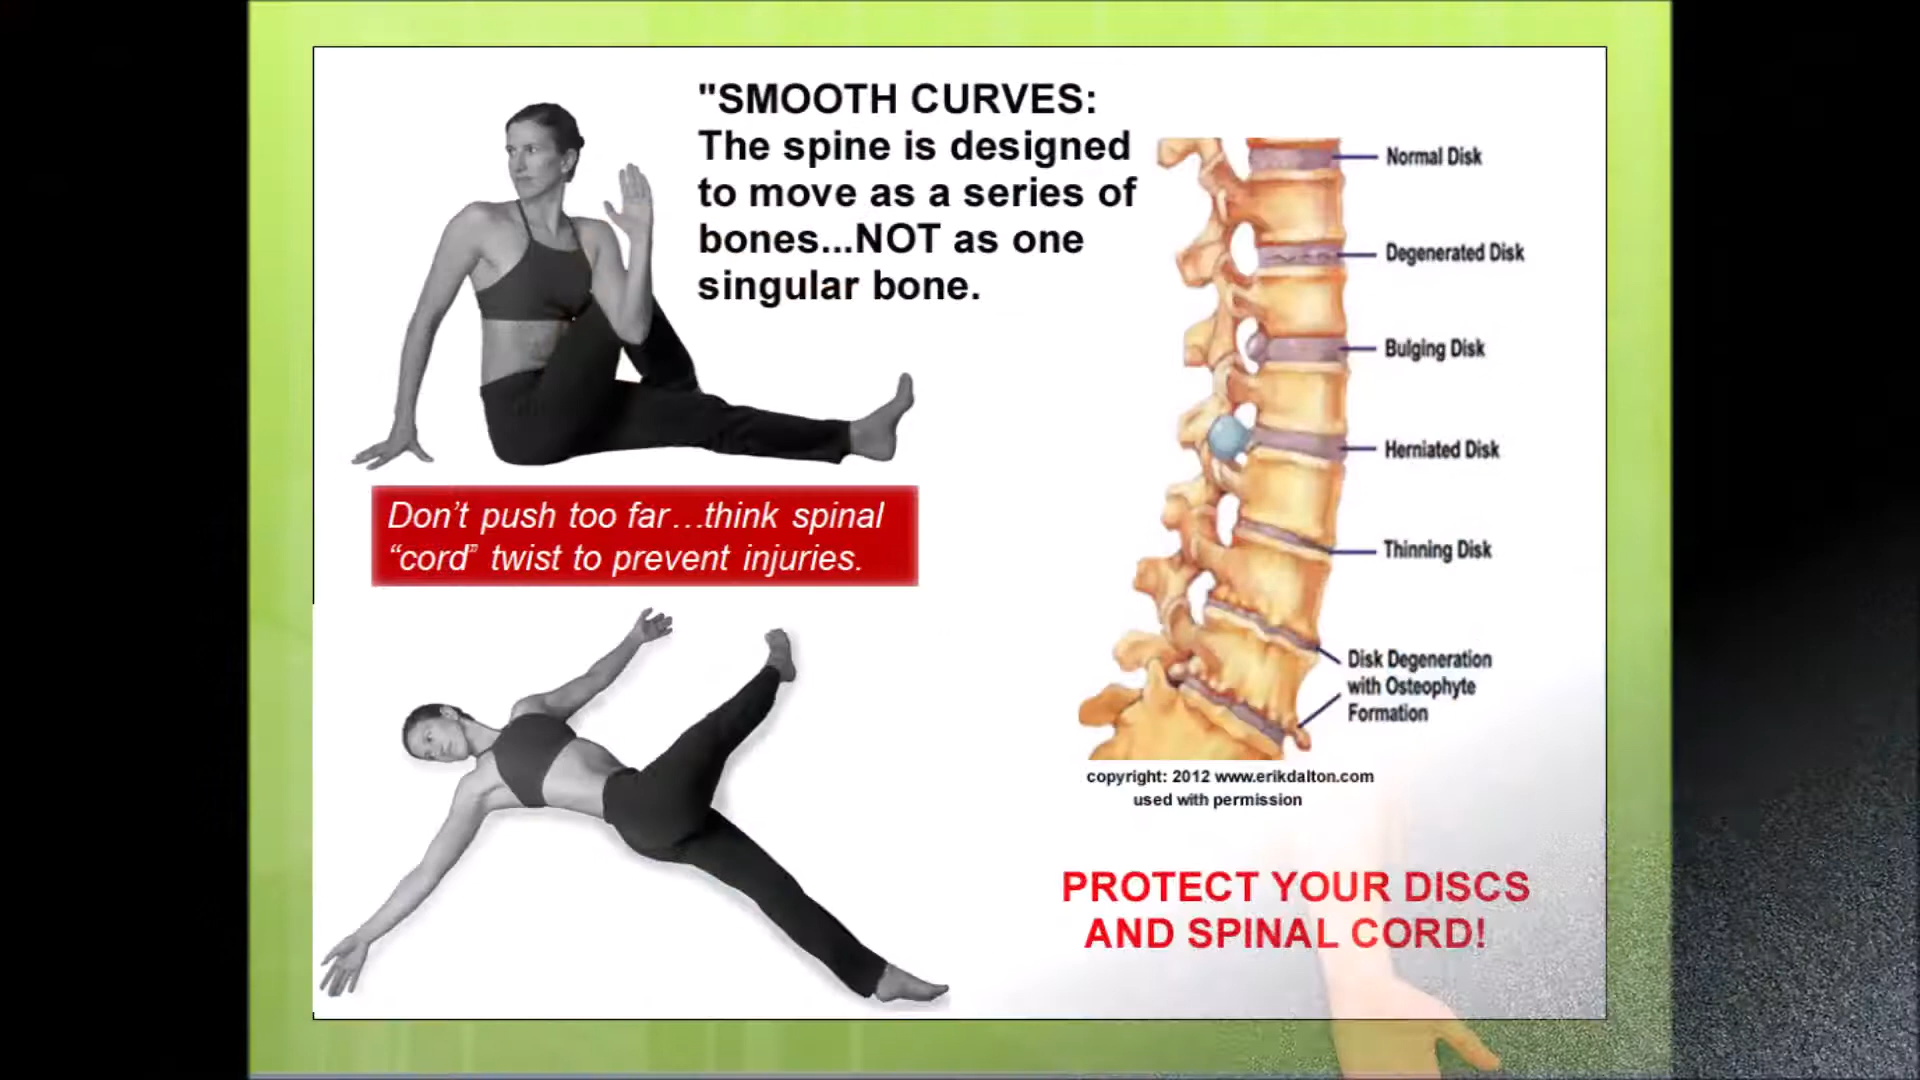 "SMOOTH CURVES:
The spine is designed
to move as a series of
bones...NOT as one
singular bone.
Normal Disk
Degenerated Disk
Bulging Disk
Herniated Disk
Thinning Disk
Disk Degeneration
with Osteophyte
Formation
copyright: 2012 www.erikdalton.com
used with permission
Don't push too far...think spinal
“cord” twist to prevent injuries.
PROTECT YOUR DISCS
AND SPINAL CORD!